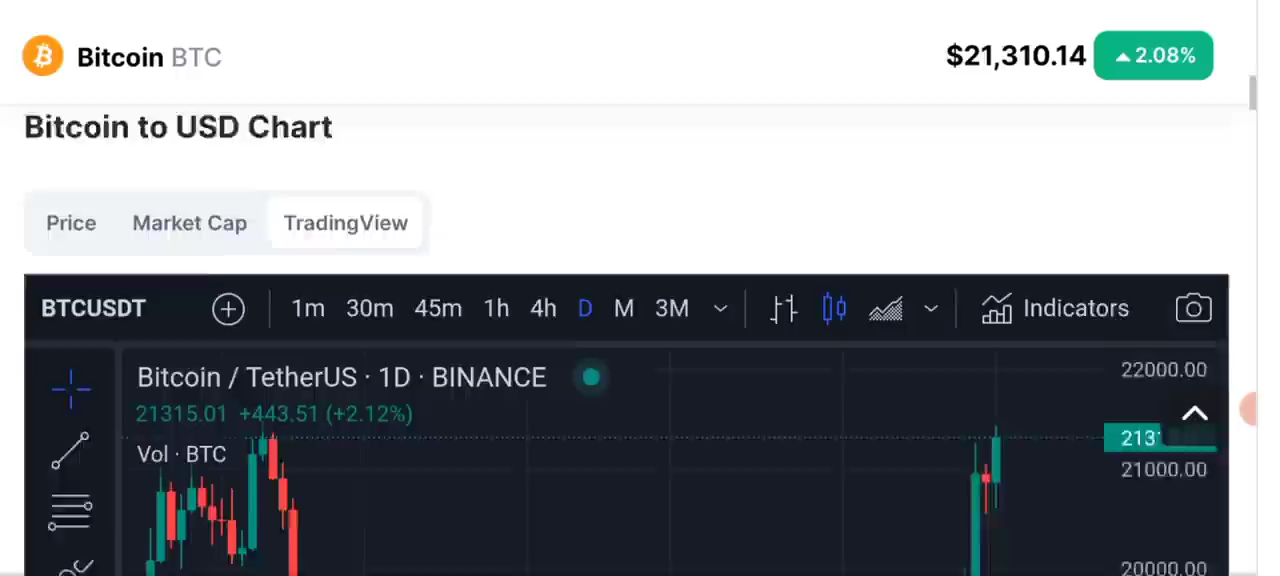 Bitcoin BTC
$21,310.14 2.08%
Bitcoin to USD Chart
Price Market Cap TradingView
BTCUSDT 1m 30m 45m 1h 4h D M 3M Indicators
Bitcoin / TetherUS · 1D · BINANCE
22000.00
21315.01 +443.51 (+2.12%)
Vol · BTC
21000.00
20000.00